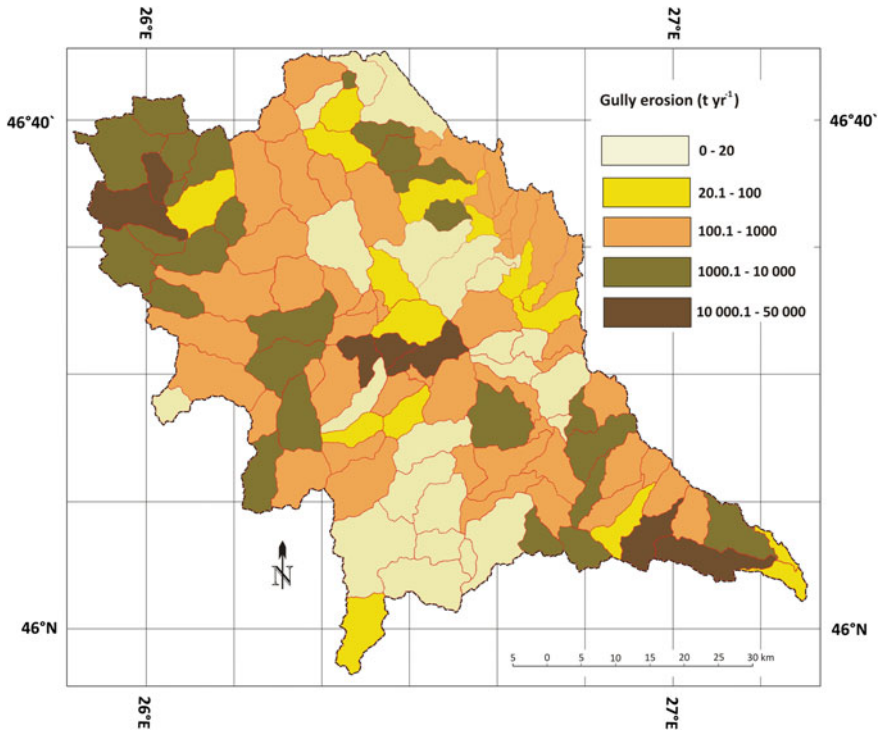 26°E 27°E
46°40` 46°40`
Gully erosion (t yr-1)
0 - 20
20.1 - 100
100.1 - 1000
1000.1 - 10 000
10 000.1 - 50 000
N
46°N 46°N
5 0 5 10 15 20 25 30 km
26°E 27°E